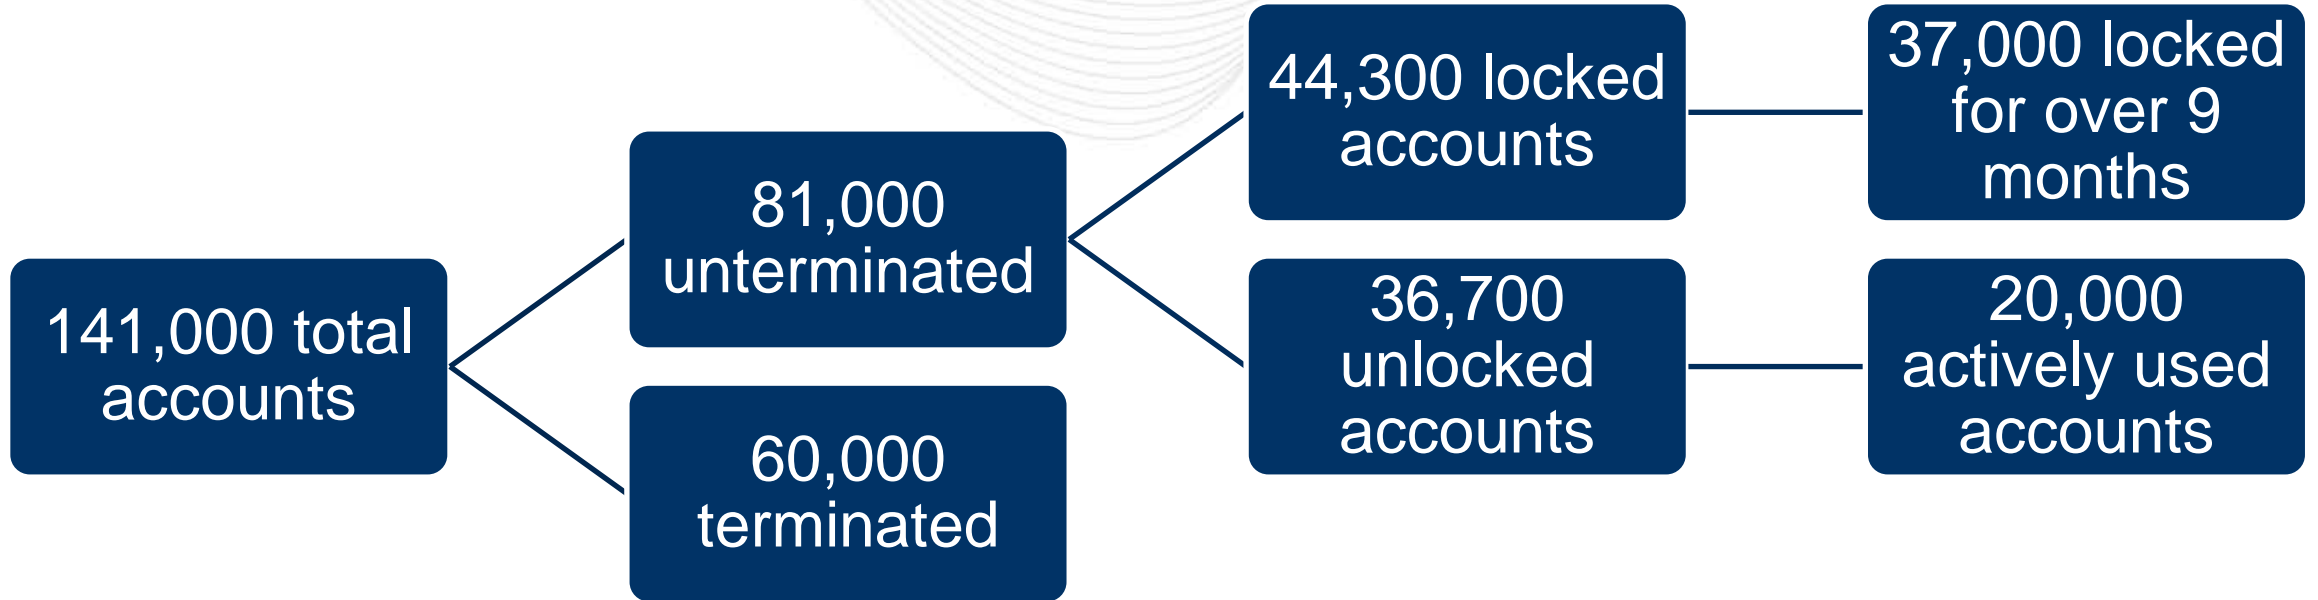 141,000 total
accounts
81,000
unterminated
60,000
terminated
44,300 locked
accounts
36,700
unlocked
accounts
37,000 locked
for over 9
months
20,000
actively used
accounts